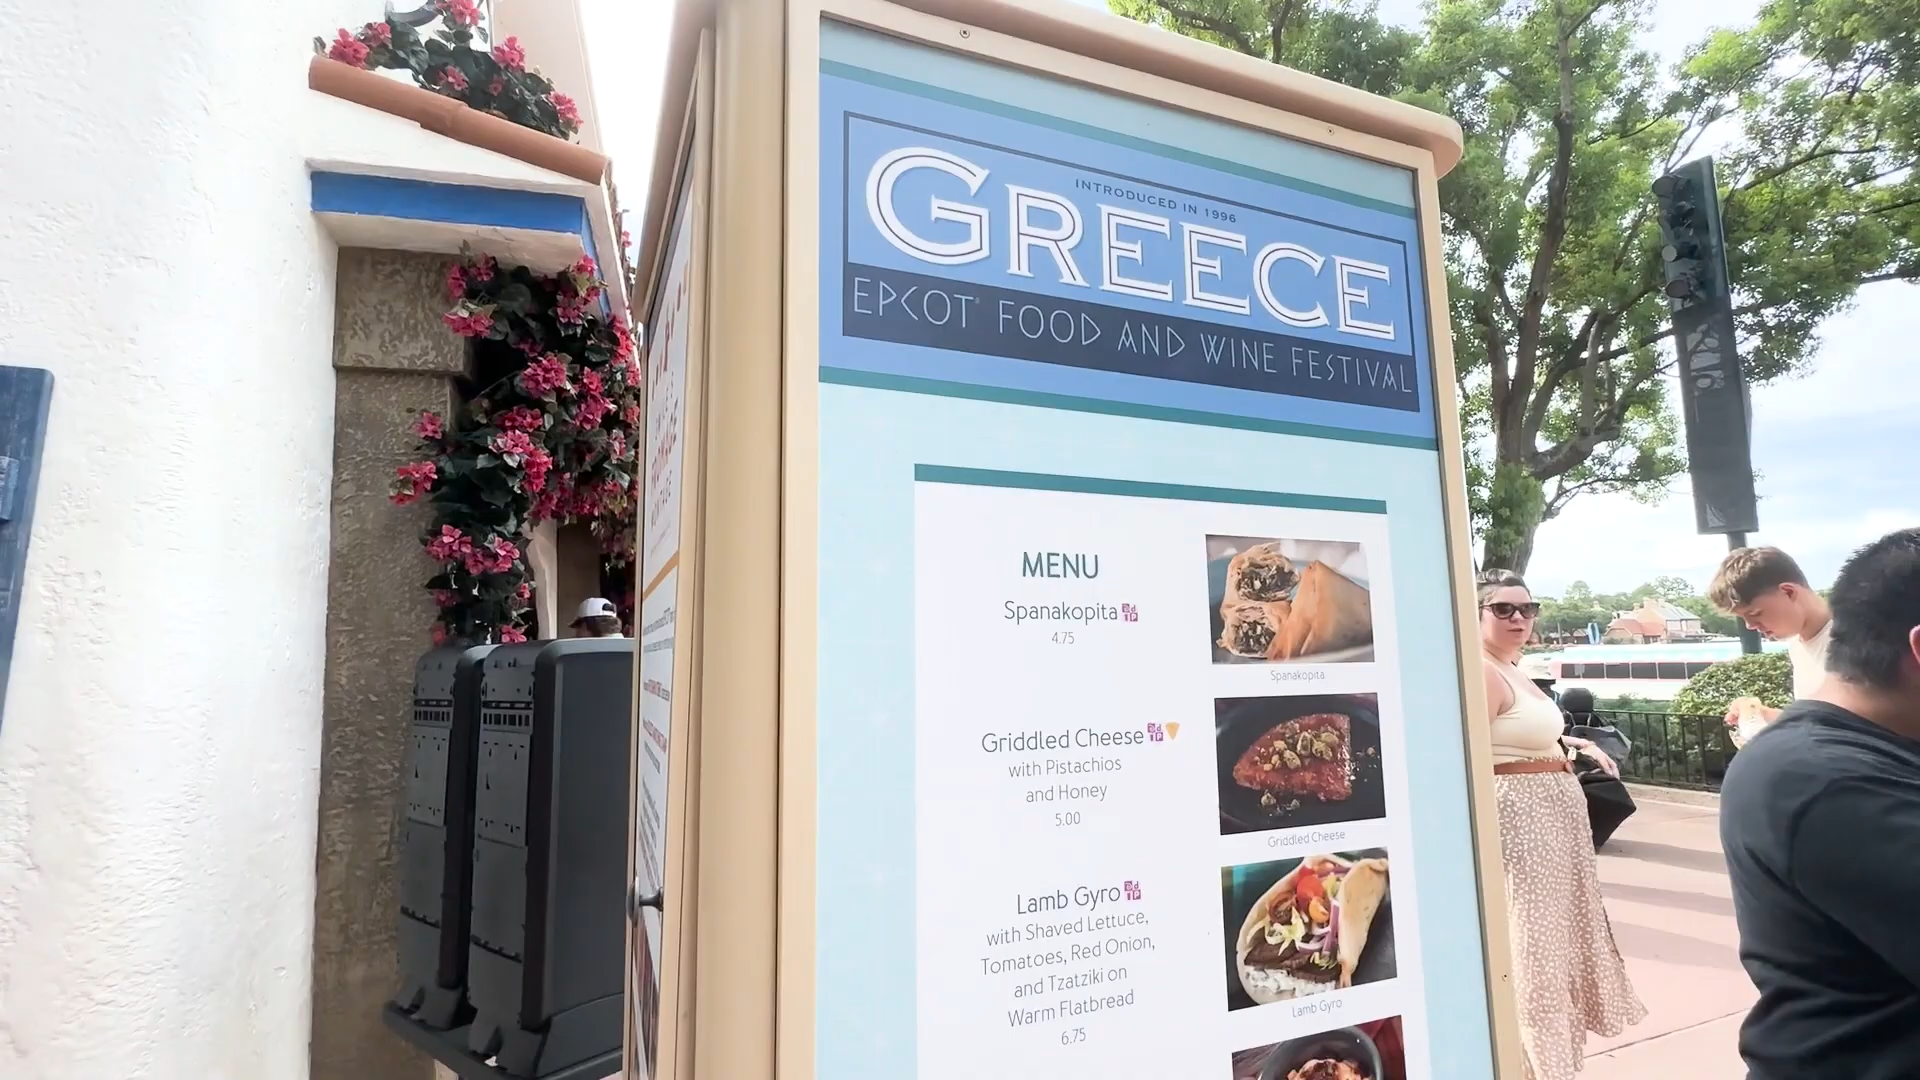 INTRODUCED IN 1996
GREECE
EPCOT® FOOD AND WINE FESTIVAL
MENU
Spanakopita
4.75
Spanakopita
Griddled Cheese
with Pistachios
and Honey
5.00
Griddled Cheese
Lamb Gyro
with Shaved Lettuce,
Tomatoes, Red Onion,
and Tzatziki on
Warm Flatbread
6.75
Lamb Gyro